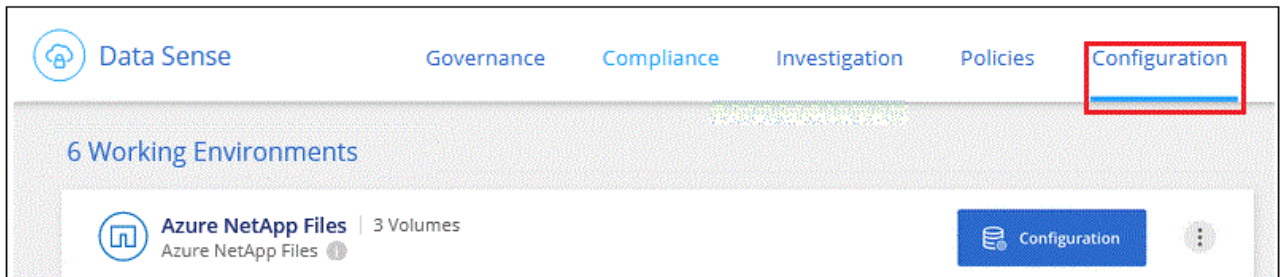 Data Sense
Governance Compliance Investigation Policies Configuration
6 Working Environments
Azure NetApp Files | 3 Volumes
Azure NetApp Files
Configuration